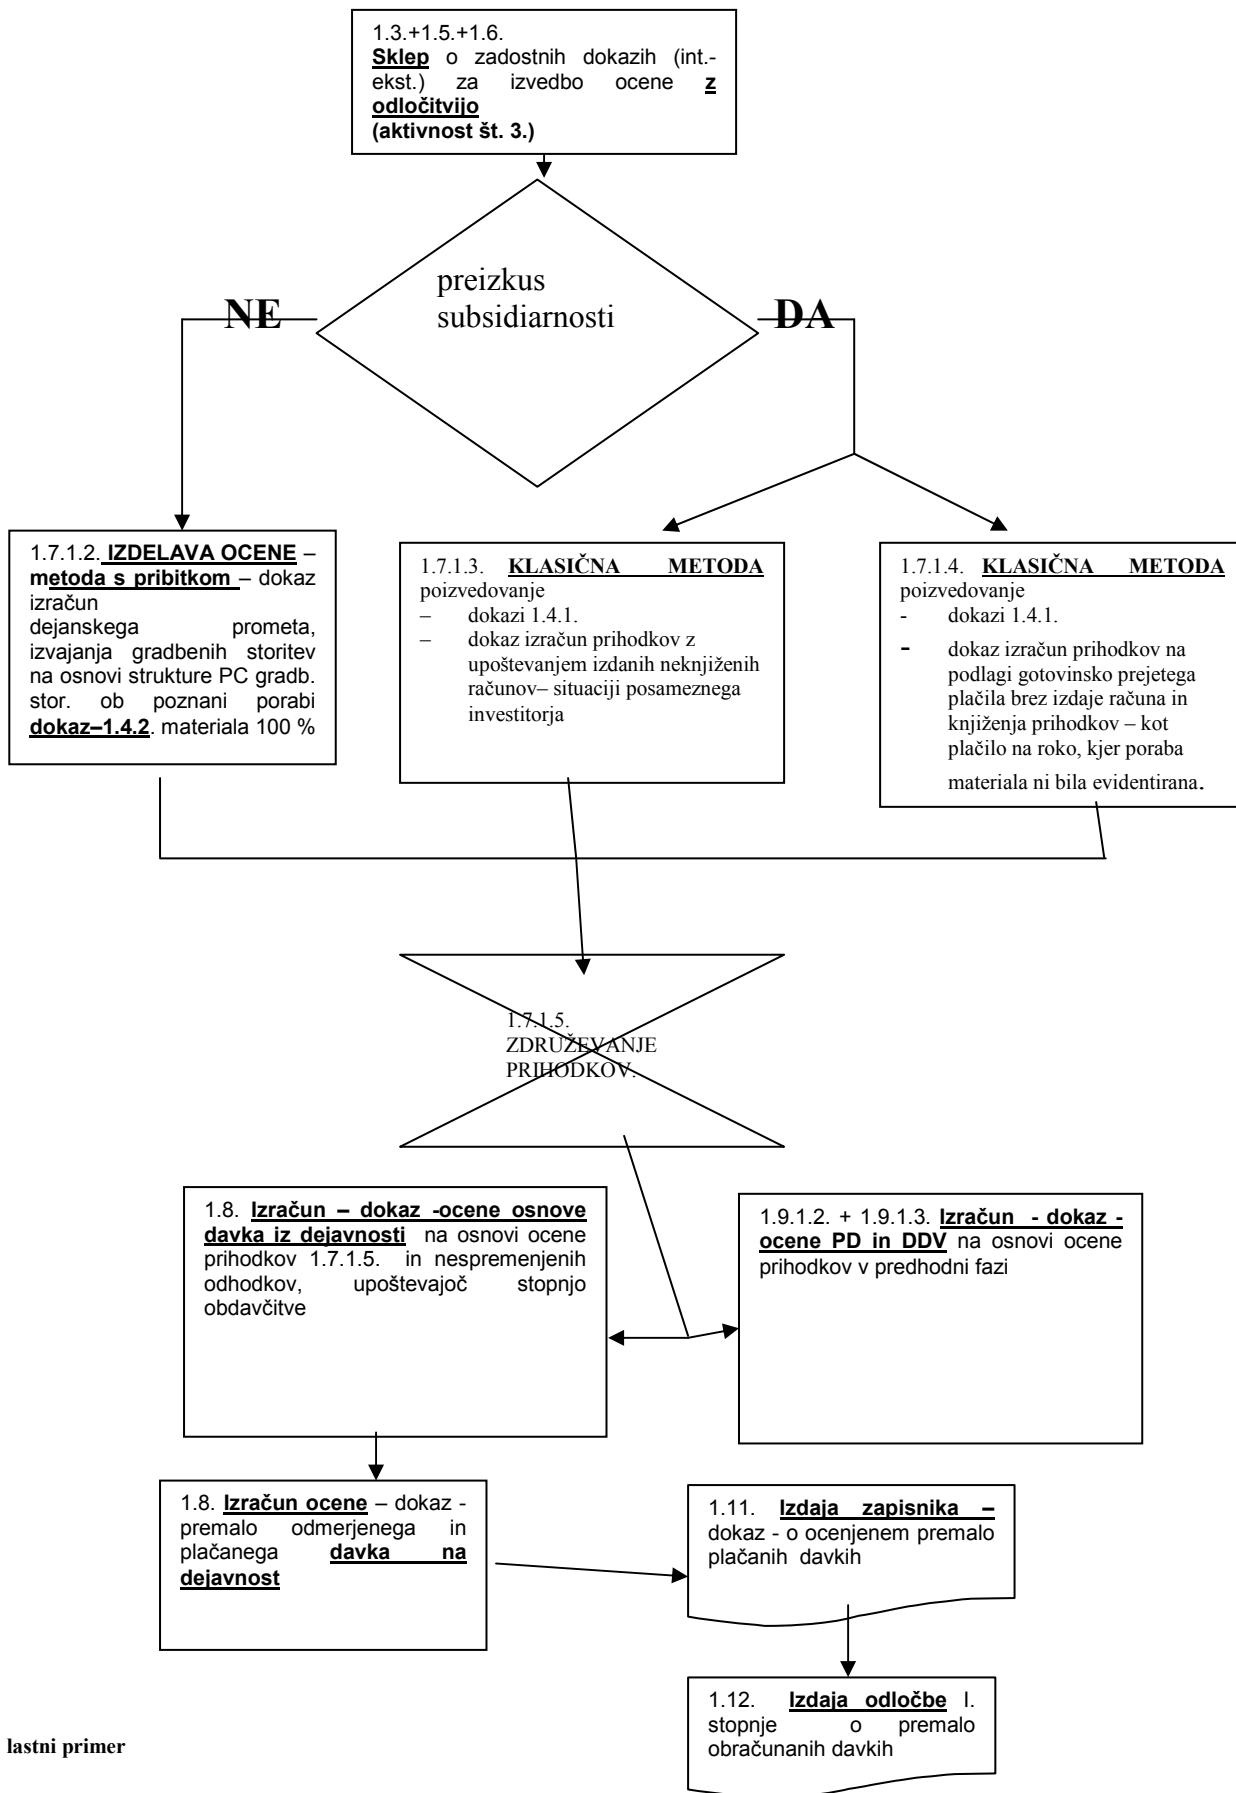 1.3.+1.5.+1.6.
Sklep o zadostnih dokazih (int.-
ekst.) za izvedbo ocene z
odločitvijo
(aktivnost št. 3.)
preizkus
subsidiarnosti
NE
DA
1.7.1.2. IZDELAVA OCENE –
metoda s pribitkom – dokaz
izračun
dejanskega prometa,
izvajanja gradbenih storitev
na osnovi strukture PC gradb.
stor. ob poznani porabi
dokaz–1.4.2. materiala 100 %
1.7.1.3. KLASIČNA METODA
poizvedovanje
– dokazi 1.4.1.
– dokaz izračun prihodkov z
upoštevanjem izdanih neknjiženih
računov– situaciji posameznega
investitorja
1.7.1.4. KLASIČNA METODA
poizvedovanje
- dokazi 1.4.1.
- dokaz izračun prihodkov na
podlagi gotovinsko prejetega
plačila brez izdaje računa in
knjiženja prihodkov – kot
plačilo na roko, kjer poraba
materiala ni bila evidentirana.
1.7.1.5.
ZDRUŽEVANJE
PRIHODKOV.
1.8. Izračun – dokaz -ocene osnove
davka iz dejavnosti na osnovi ocene
prihodkov 1.7.1.5. in nespremenjenih
odhodkov, upoštevajoč stopnjo
obdavčitve
1.9.1.2. + 1.9.1.3. Izračun - dokaz -
ocene PD in DDV na osnovi ocene
prihodkov v predhodni fazi
1.8. Izračun ocene – dokaz -
premalo odmerjenega in
plačanega davka na
dejavnost
1.11. Izdaja zapisnika –
dokaz - o ocenjenem premalo
plačanih davkih
1.12. Izdaja odločbe I.
stopnje o premalo
obračunanih davkih
lastni primer